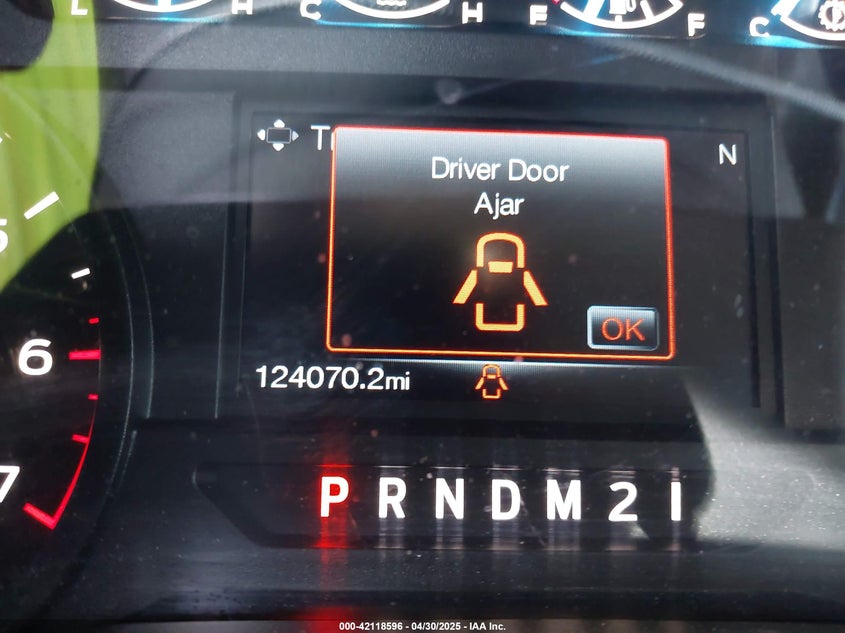 L H C H E F C
T N
Driver Door
Ajar
OK
5
6
7
124070.2mi
P R N D M 2 1
000-42118596 - 04/30/2025 - IAA Inc.